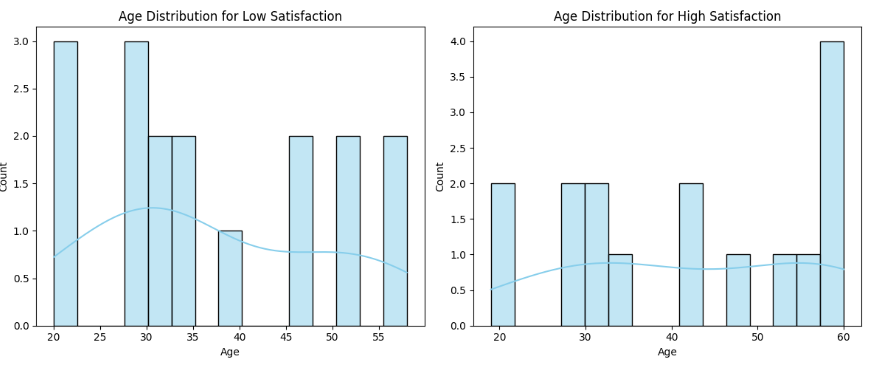 Age Distribution for Low Satisfaction
3.0
2.5
2.0
1.5
1.0
0.5
0.0
Count
20 25 30 35 40 45 50 55
Age
Age Distribution for High Satisfaction
4.0
3.5
3.0
2.5
2.0
1.5
1.0
0.5
0.0
Count
20 30 40 50 60
Age